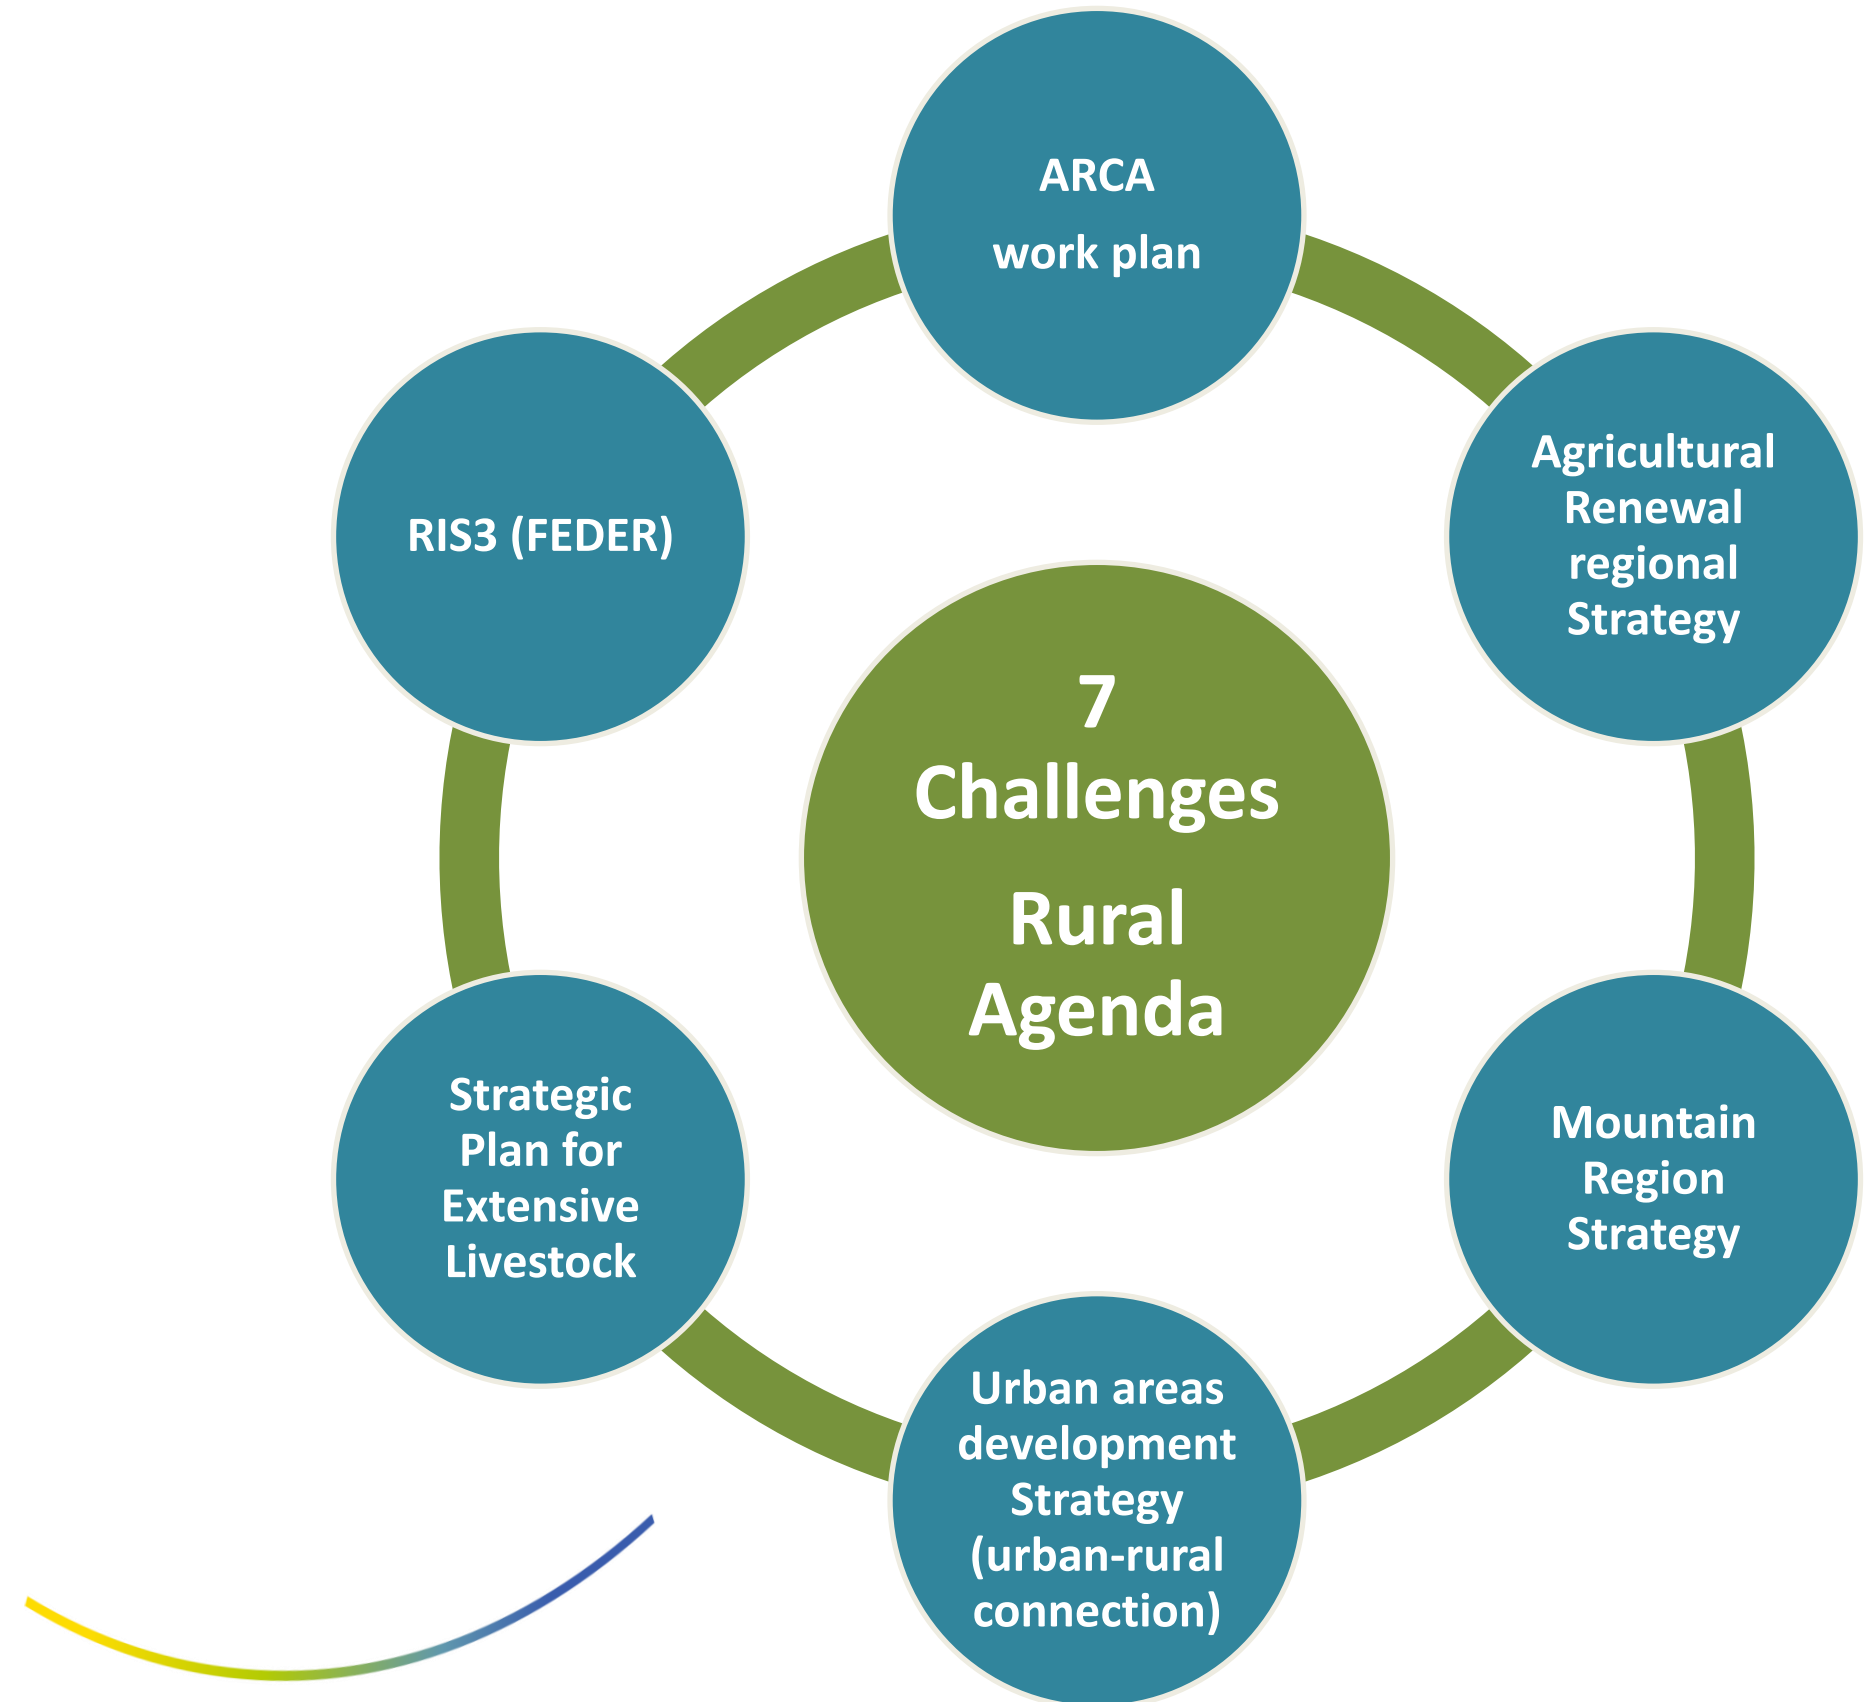 ARCA
work plan
Agricultural
Renewal
regional
Strategy
RIS3 (FEDER)
7
Challenges
Rural
Agenda
Strategic
Plan for
Extensive
Livestock
Mountain
Region
Strategy
Urban areas
development
Strategy
(urban-rural
connection)